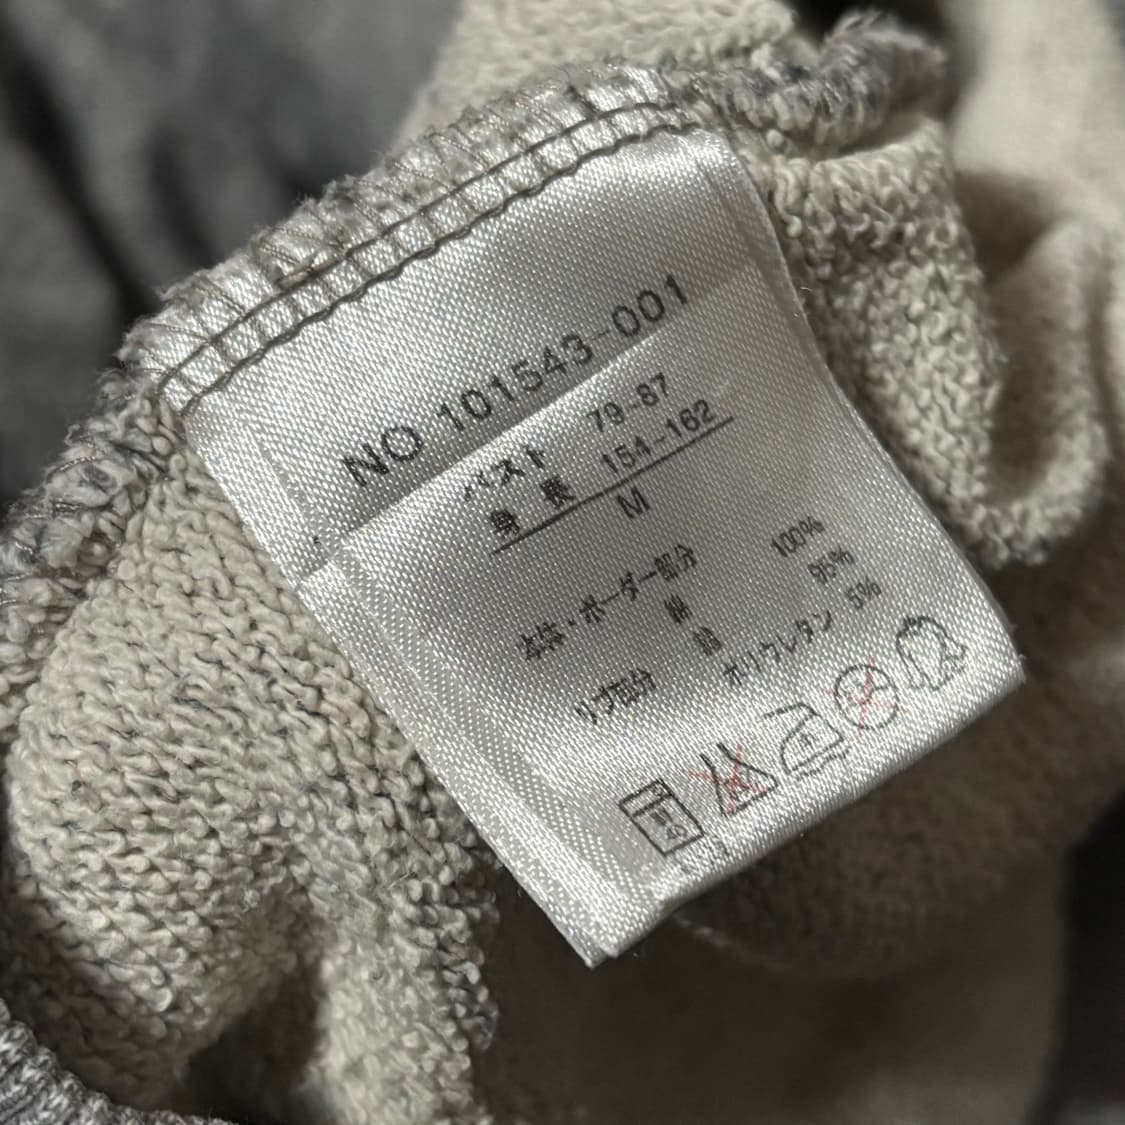 NO 101543-001
バスト 79-87
身長 154-162
M
本体・ボーダー部分
綿 100%
リブ部分 綿 95%
ポリウレタン 5%
40